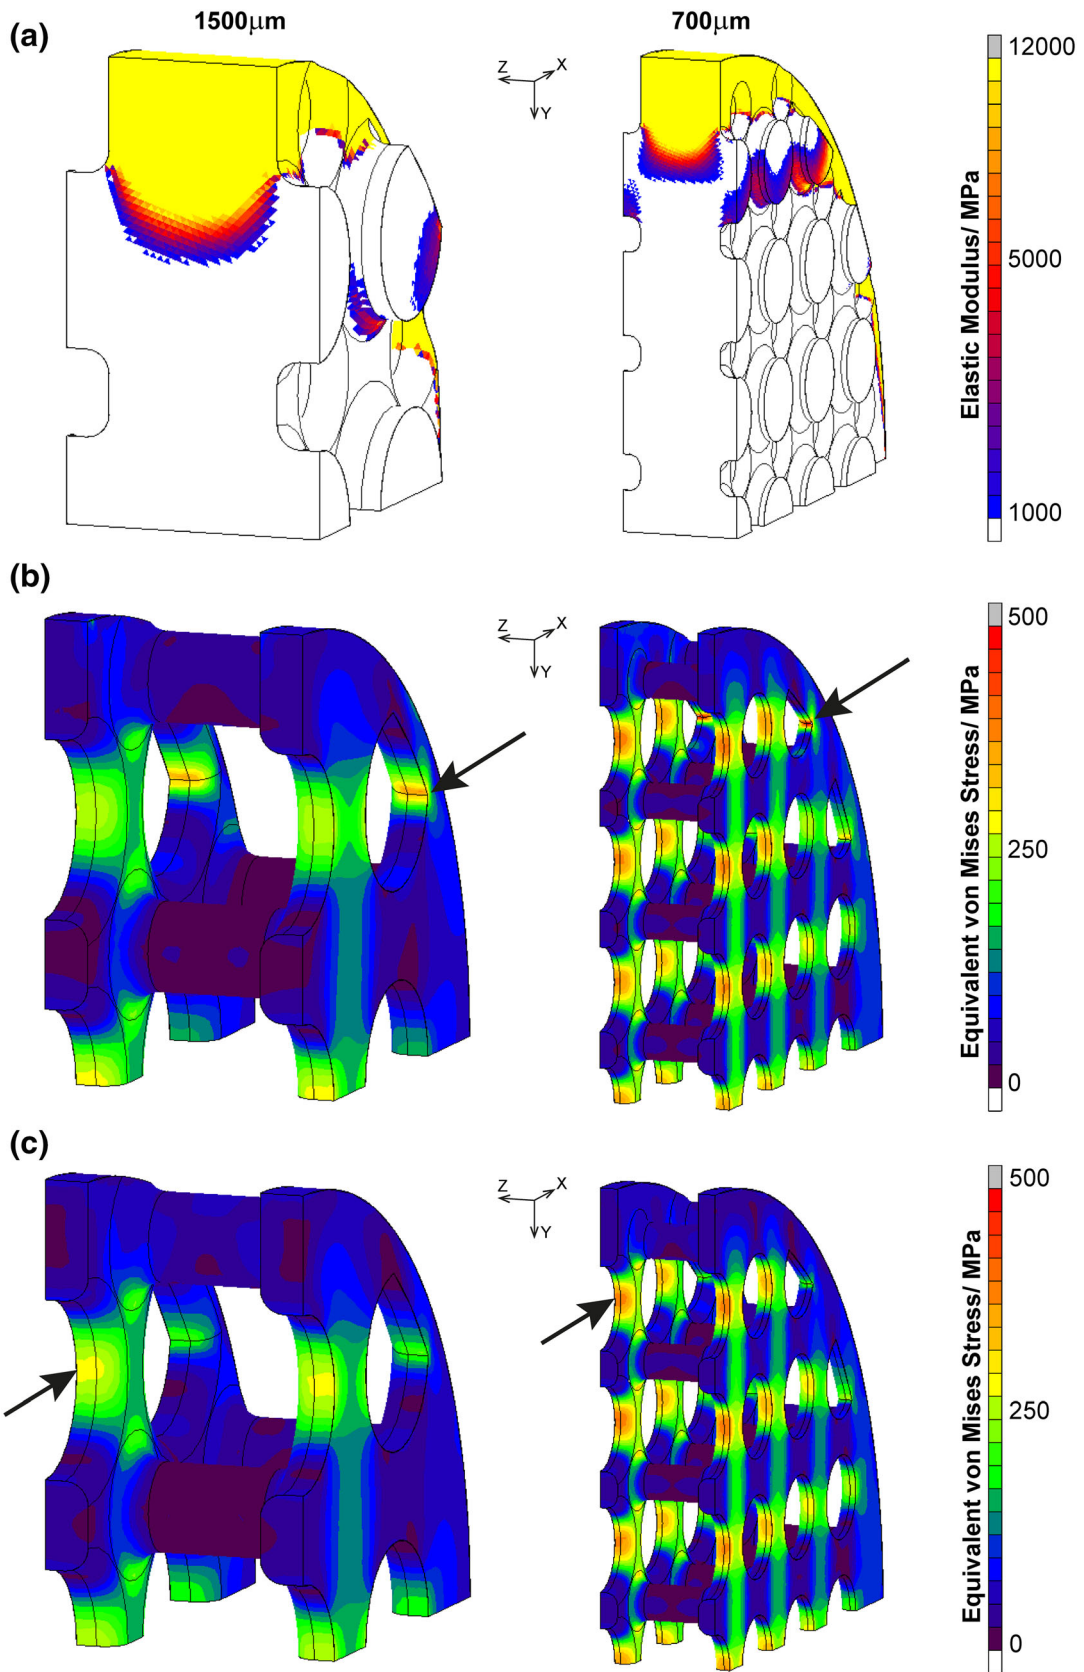 1500μm 700μm
(a)
Z X Y
12000
5000
1000
Elastic Modulus/ MPa
(b)
Z X Y
500
250
0
Equivalent von Mises Stress/ MPa
(c)
Z X Y
500
250
0
Equivalent von Mises Stress/ MPa